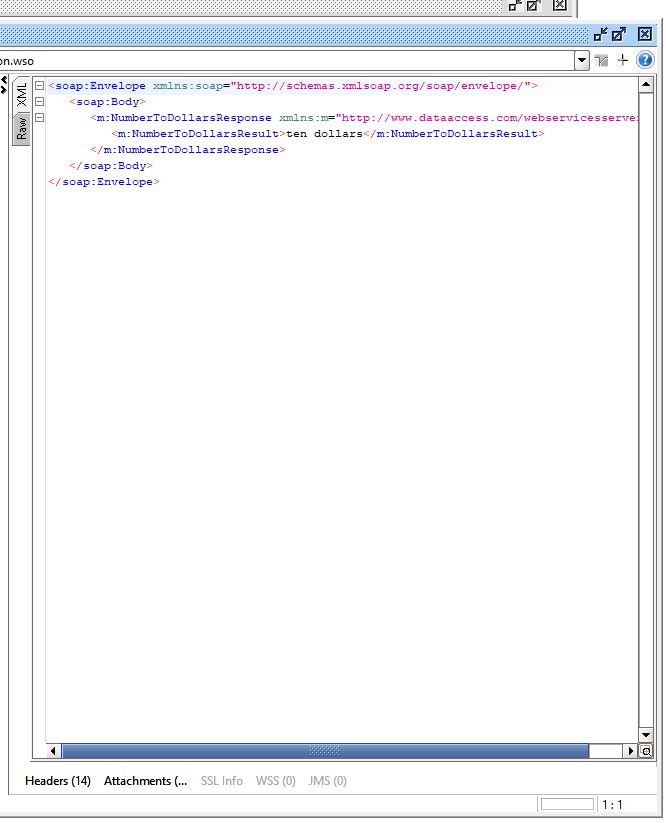 on.wso
XML
Raw
<soap:Envelope xmlns:soap="http://schemas.xmlsoap.org/soap/envelope/">
<soap:Body>
<m:NumberToDollarsResponse xmlns:m="http://www.dataaccess.com/webservicesserver
<m:NumberToDollarsResult>ten dollars</m:NumberToDollarsResult>
</m:NumberToDollarsResponse>
</soap:Body>
</soap:Envelope>
Headers (14) Attachments (... SSL Info WSS (0) JMS (0)
1 : 1